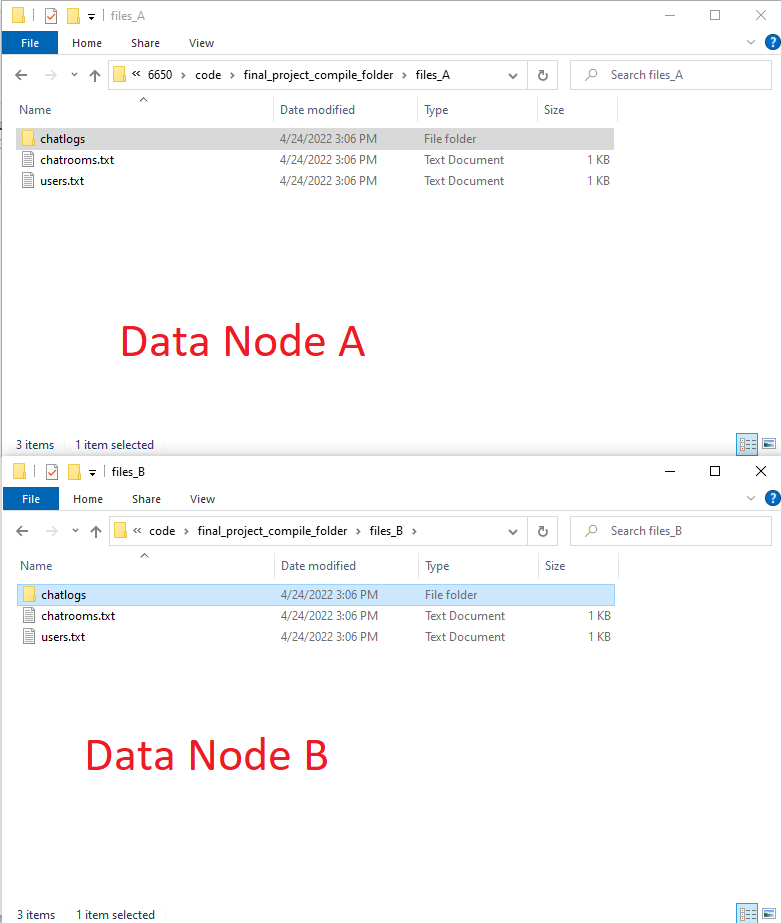 files_A
File Home Share View
« 6650 > code > final_project_compile_folder > files_A
Search files_A
Name Date modified Type Size
chatlogs 4/24/2022 3:06 PM File folder
chatrooms.txt 4/24/2022 3:06 PM Text Document 1 KB
users.txt 4/24/2022 3:06 PM Text Document 1 KB
Data Node A
3 items 1 item selected
files_B
File Home Share View
« code > final_project_compile_folder > files_B >
Search files_B
Name Date modified Type Size
chatlogs 4/24/2022 3:06 PM File folder
chatrooms.txt 4/24/2022 3:06 PM Text Document 1 KB
users.txt 4/24/2022 3:06 PM Text Document 1 KB
Data Node B
3 items 1 item selected